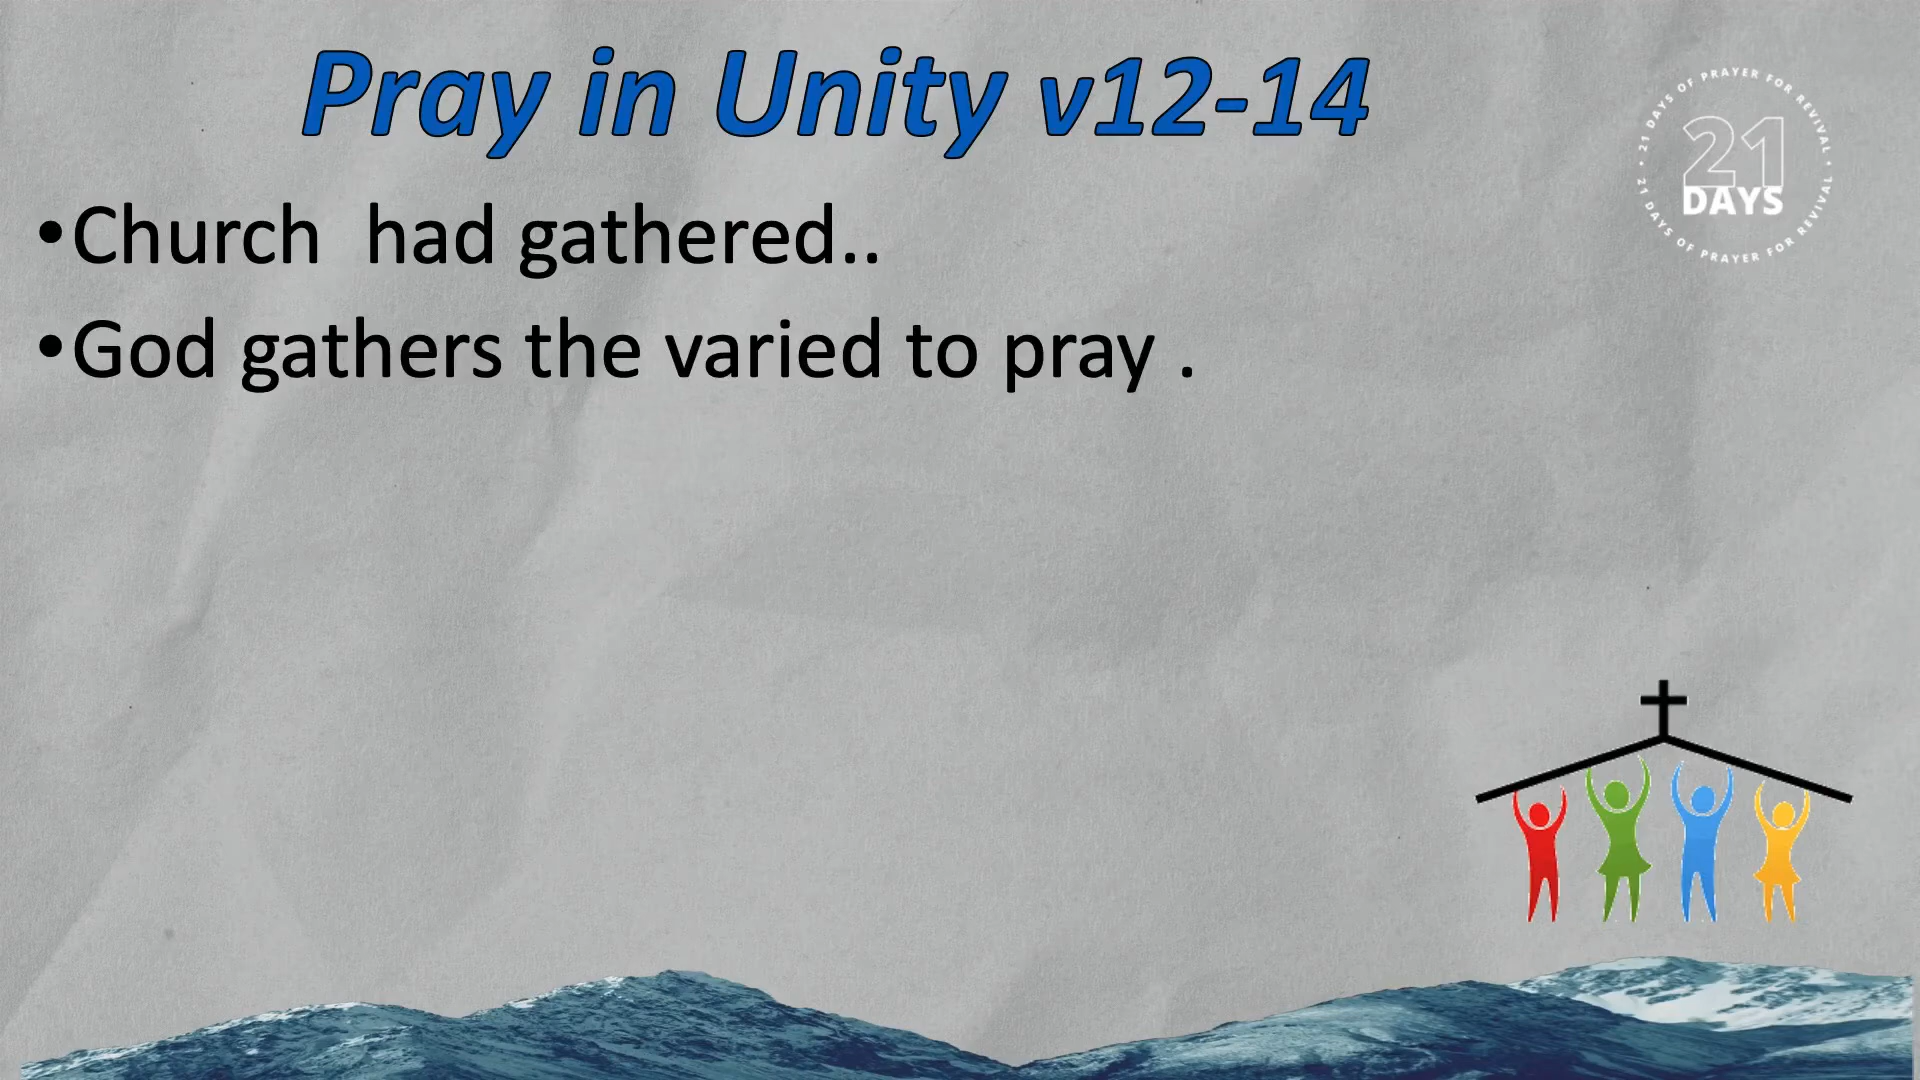 Pray in Unity v12-14
•Church  had gathered..
•God gathers the varied to pray .
• 21 DAYS OF PRAYER FOR REVIVAL
21
DAYS
• 21 DAYS OF PRAYER FOR REVIVAL